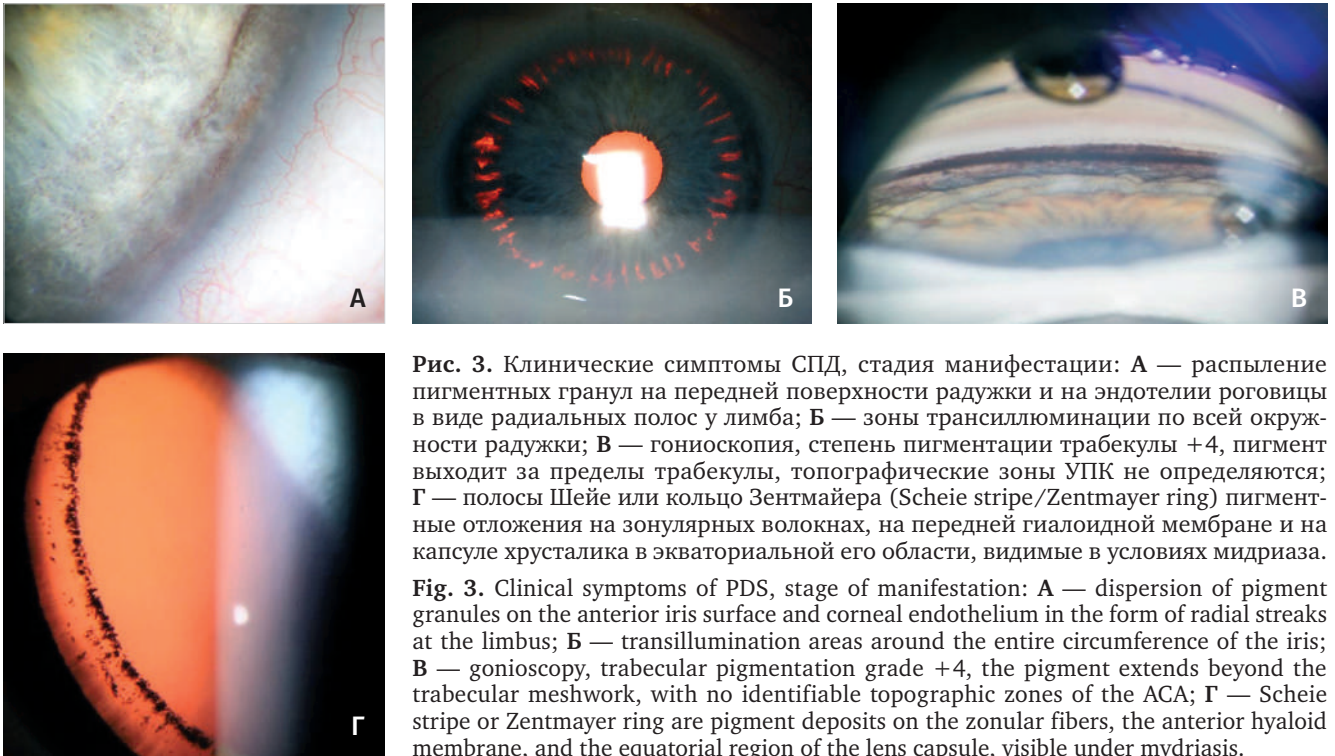 А
Б
В
Г
Рис. 3. Клинические симптомы СПД, стадия манифестации: А — распыление
пигментных гранул на передней поверхности радужки и на эндотелии роговицы
в виде радиальных полос у лимба; Б — зоны трансиллюминации по всей окруж-
ности радужки; В — гониоскопия, степень пигментации трабекулы +4, пигмент
выходит за пределы трабекулы, топографические зоны УПК не определяются;
Г — полосы Шейе или кольцо Зентмайера (Scheie stripe/Zentmayer ring) пигмент-
ные отложения на зонулярных волокнах, на передней гиалоидной мембране и на
капсуле хрусталика в экваториальной его области, видимые в условиях мидриаза.
Fig. 3. Clinical symptoms of PDS, stage of manifestation: А — dispersion of pigment
granules on the anterior iris surface and corneal endothelium in the form of radial streaks
at the limbus; Б — transillumination areas around the entire circumference of the iris;
В — gonioscopy, trabecular pigmentation grade +4, the pigment extends beyond the
trabecular meshwork, with no identifiable topographic zones of the ACA; Г — Scheie
stripe or Zentmayer ring are pigment deposits on the zonular fibers, the anterior hyaloid
membrane, and the equatorial region of the lens capsule, visible under mydriasis.